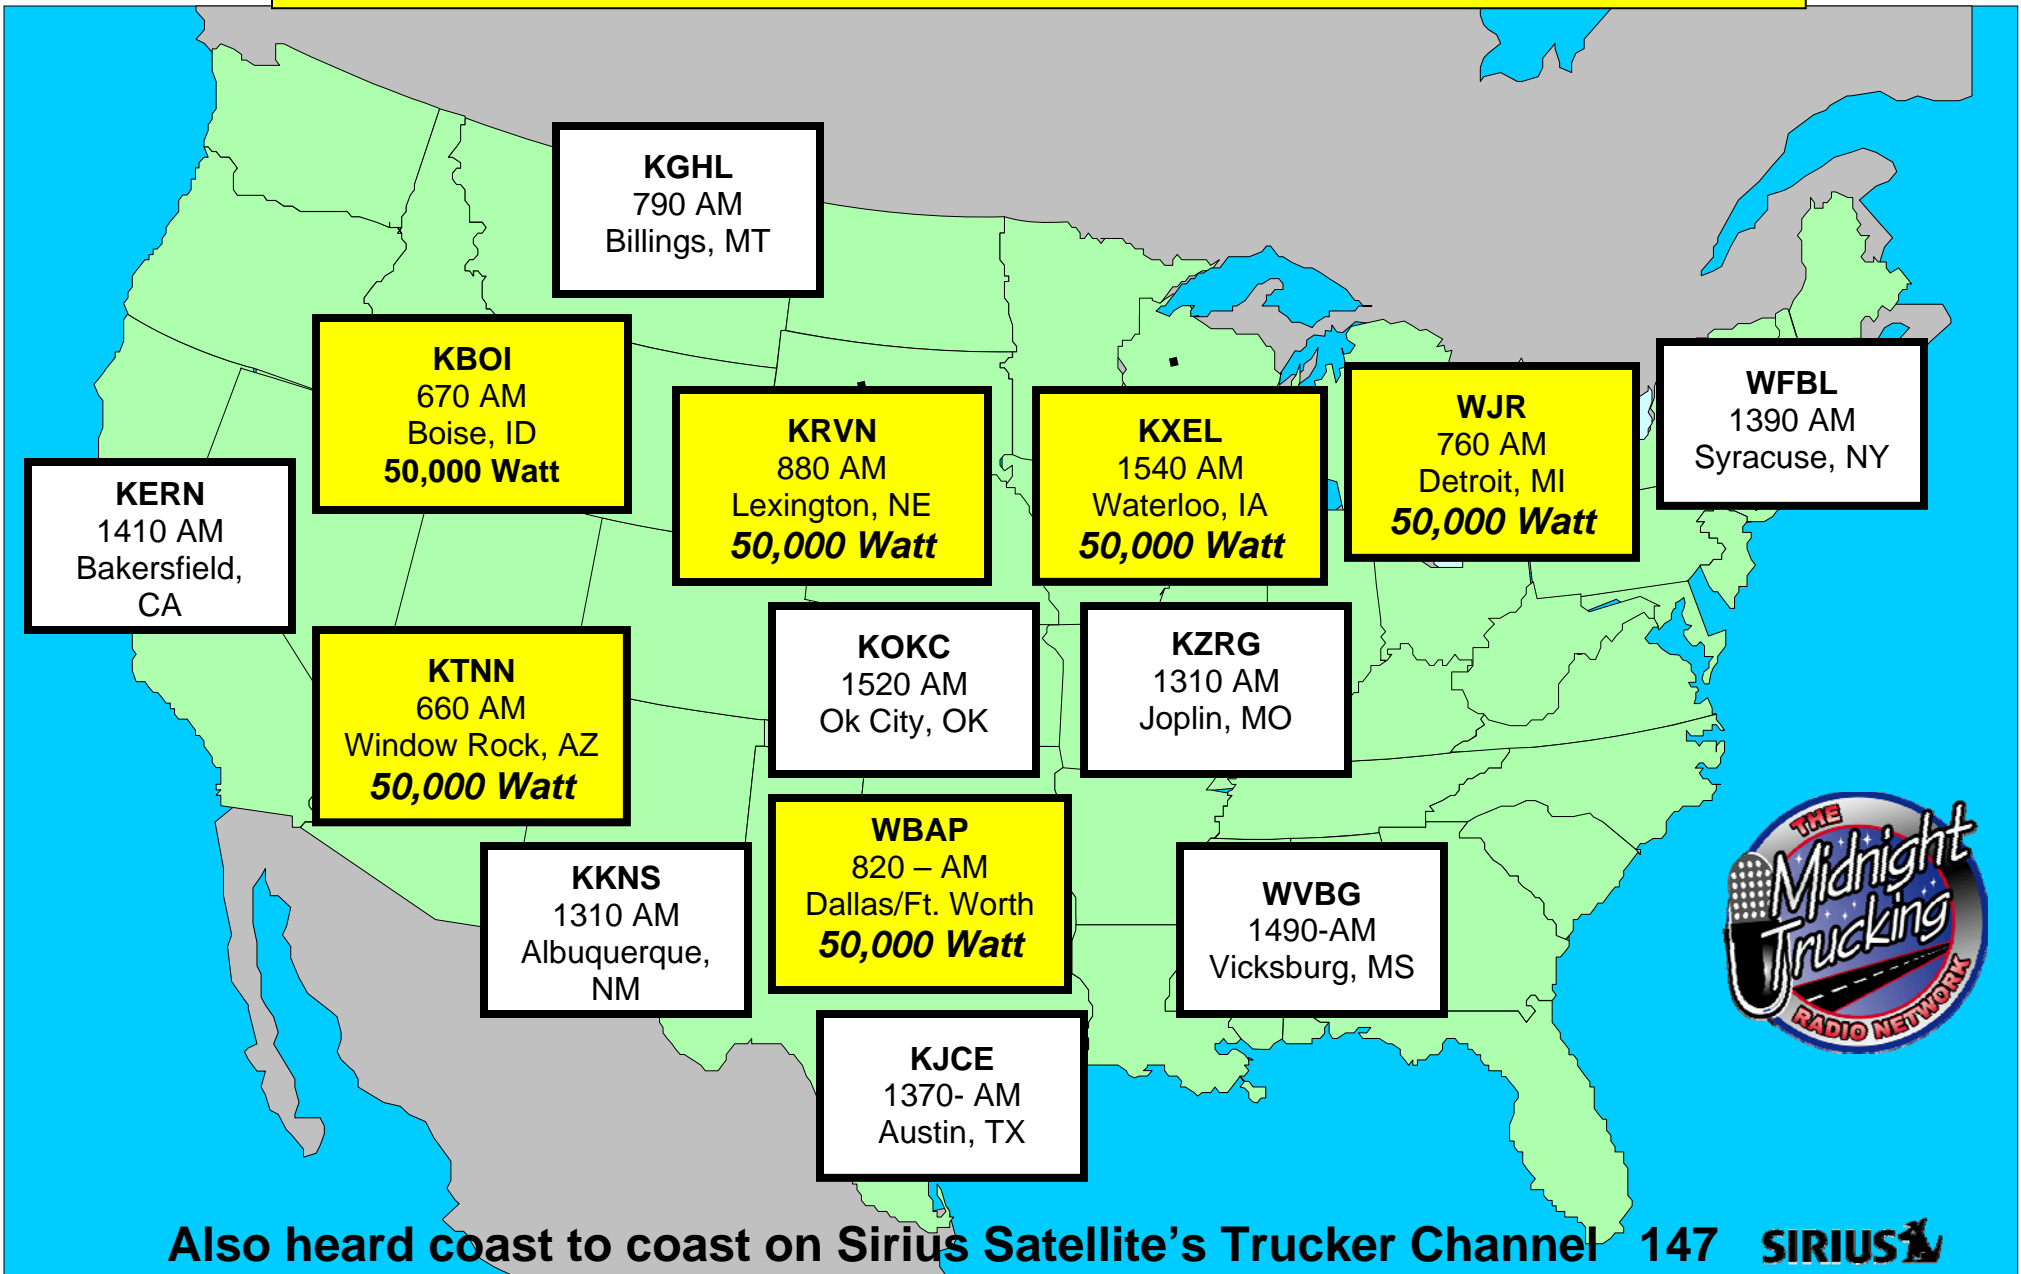 KGHL
790 AM
Billings, MT
KBOI
670 AM
Boise, ID
50,000 Watt
KRVN
880 AM
Lexington, NE
50,000 Watt
KXEL
1540 AM
Waterloo, IA
50,000 Watt
WJR
760 AM
Detroit, MI
50,000 Watt
WFBL
1390 AM
Syracuse, NY
KERN
1410 AM
Bakersfield,
CA
KTNN
660 AM
Window Rock, AZ
50,000 Watt
KOKC
1520 AM
Ok City, OK
KZRG
1310 AM
Joplin, MO
KKNS
1310 AM
Albuquerque,
NM
WBAP
820 – AM
Dallas/Ft. Worth
50,000 Watt
WVBG
1490-AM
Vicksburg, MS
KJCE
1370- AM
Austin, TX
THE
Midnight
Trucking
RADIO NETWORK
Also heard coast to coast on Sirius Satellite’s Trucker Channel 147 SIRIUS